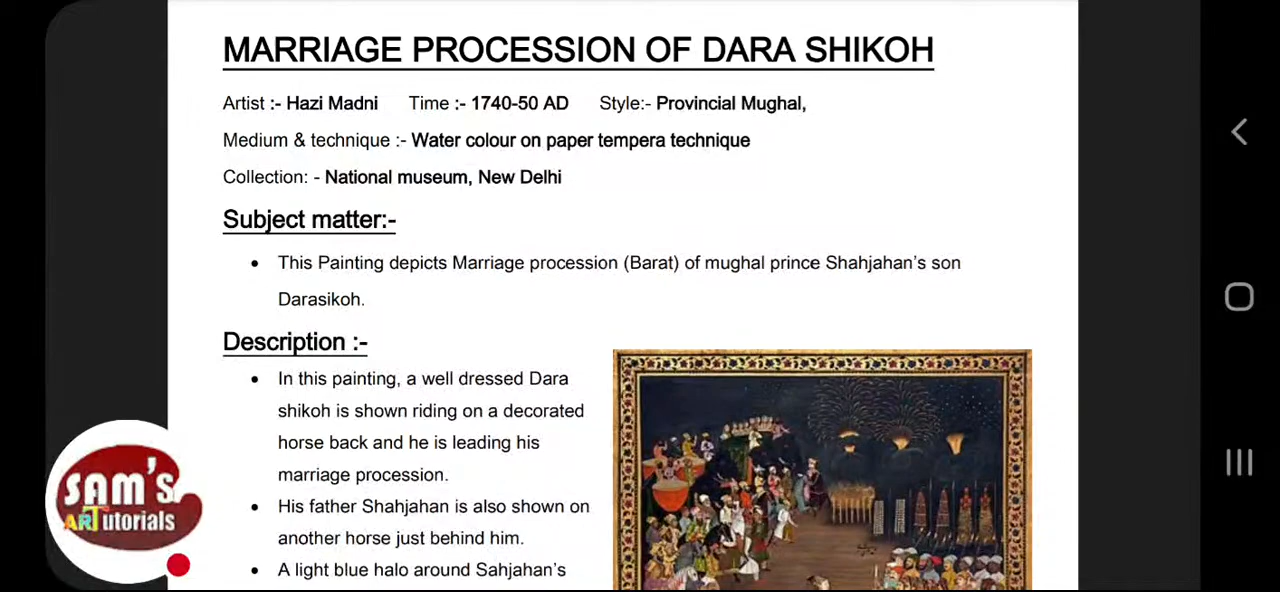 MARRIAGE PROCESSION OF DARA SHIKOH
Artist :- Hazi Madni Time :- 1740-50 AD Style:- Provincial Mughal,
Medium & technique :- Water colour on paper tempera technique
Collection: - National museum, New Delhi
Subject matter:-
• This Painting depicts Marriage procession (Barat) of mughal prince Shahjahan's son
Darasikoh.
Description :-
• In this painting, a well dressed Dara
shikoh is shown riding on a decorated
horse back and he is leading his
marriage procession.
• His father Shahjahan is also shown on
another horse just behind him.
• A light blue halo around Sahjahan's
SAM'S
ARTutorials